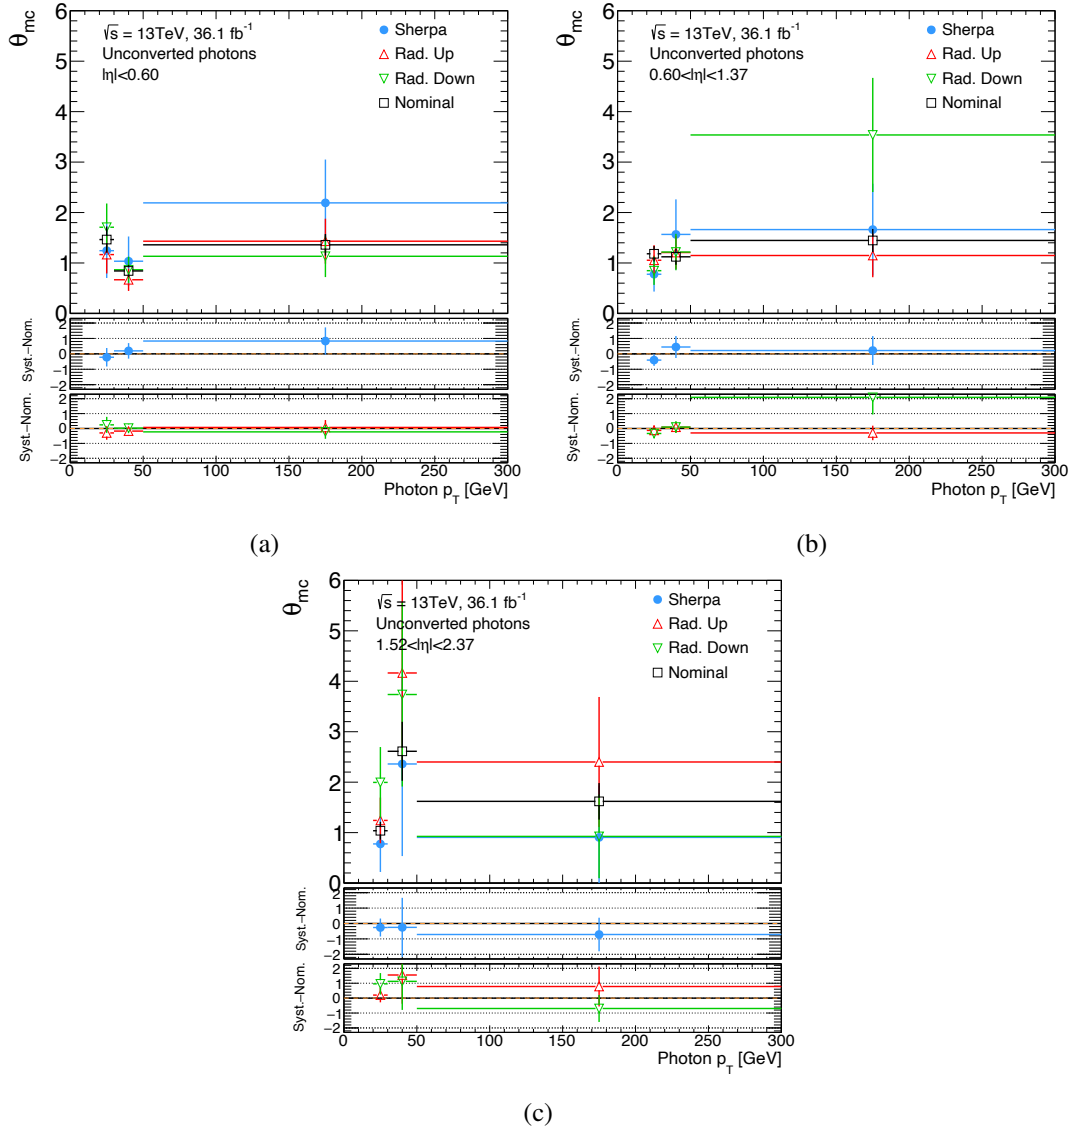 θmc
√s = 13TeV, 36.1 fb-1
Unconverted photons
|η|<0.60
Sherpa
Rad. Up
Rad. Down
Nominal
6
5
4
3
2
1
0
Syst.–Nom.
2
1
0
−1
−2
Syst.–Nom.
2
1
0
−1
−2
0 50 100 150 200 250 300
Photon pT [GeV]
(a)
θmc
√s = 13TeV, 36.1 fb-1
Unconverted photons
0.60<|η|<1.37
Sherpa
Rad. Up
Rad. Down
Nominal
6
5
4
3
2
1
0
Syst.–Nom.
2
1
0
−1
−2
Syst.–Nom.
2
1
0
−1
−2
0 50 100 150 200 250 300
Photon pT [GeV]
(b)
θmc
√s = 13TeV, 36.1 fb-1
Unconverted photons
1.52<|η|<2.37
Sherpa
Rad. Up
Rad. Down
Nominal
6
5
4
3
2
1
0
Syst.–Nom.
2
1
0
−1
−2
Syst.–Nom.
2
1
0
−1
−2
0 50 100 150 200 250 300
Photon pT [GeV]
(c)